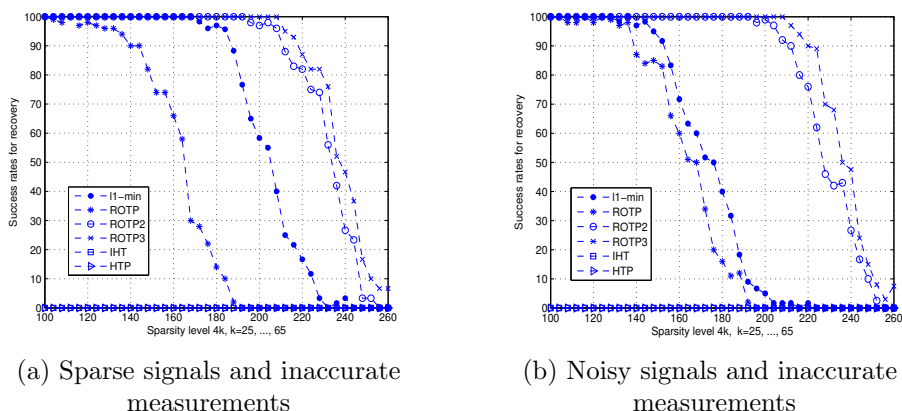 100
90
80
70
60
50
40
30
20
10
0
Success rates for recovery
l1−min
ROTP
ROTP2
ROTP3
IHT
HTP
100 120 140 160 180 200 220 240 260
Sparsity level 4k, k=25, ..., 65
(a) Sparse signals and inaccurate
measurements
100
90
80
70
60
50
40
30
20
10
0
Success rates for recovery
l1−min
ROTP
ROTP2
ROTP3
IHT
HTP
100 120 140 160 180 200 220 240 260
Sparsity level 4k, k=25, ..., 65
(b) Noisy signals and inaccurate
measurements